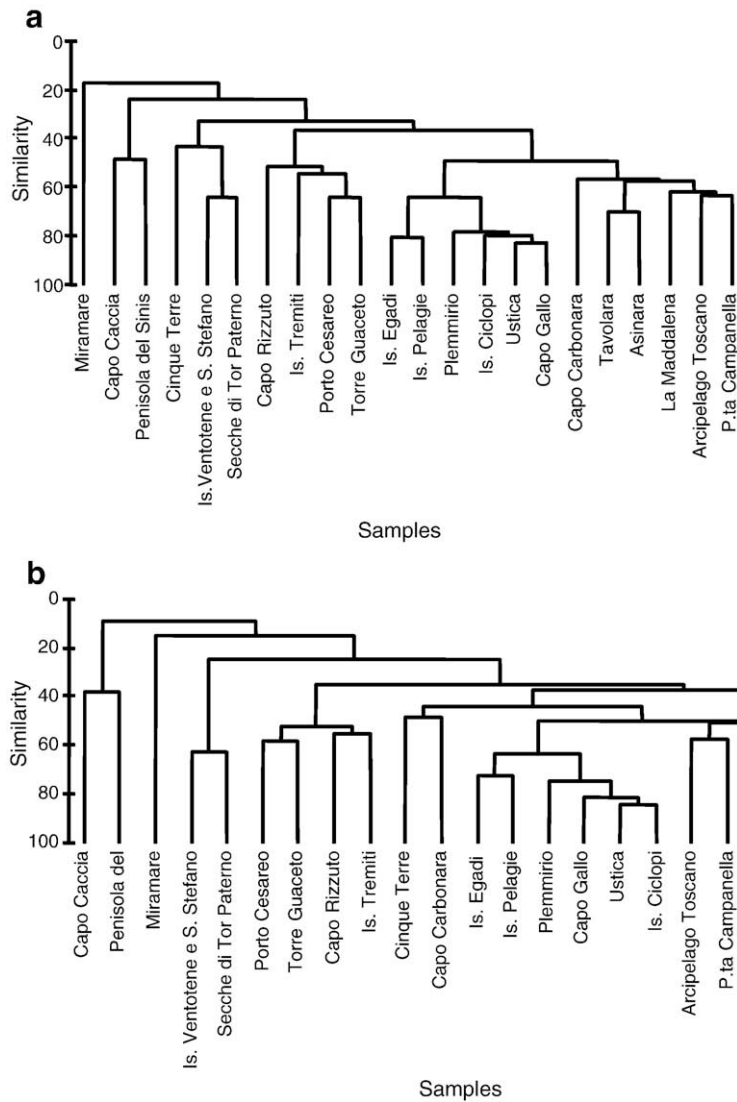 a
0
20
40
60
80
100
Similarity
Miramare
Capo Caccia
Penisola del Sinis
Cinque Terre
Is.Ventotene e S. Stefano
Secche di Tor Paterno
Capo Rizzuto
Is. Tremiti
Porto Cesareo
Torre Guaceto
Is. Egadi
Is. Pelagie
Plemmirio
Is. Ciclopi
Ustica
Capo Gallo
Capo Carbonara
Tavolara
Asinara
La Maddalena
Arcipelago Toscano
P.ta Campanella
Samples
b
0
20
40
60
80
100
Similarity
Capo Caccia
Penisola del
Miramare
Is. Ventotene e S. Stefano
Secche di Tor Paterno
Porto Cesareo
Torre Guaceto
Capo Rizzuto
Is. Tremiti
Cinque Terre
Capo Carbonara
Is. Egadi
Is. Pelagie
Plemmirio
Capo Gallo
Ustica
Is. Ciclopi
Arcipelago Toscano
P.ta Campanella
Samples